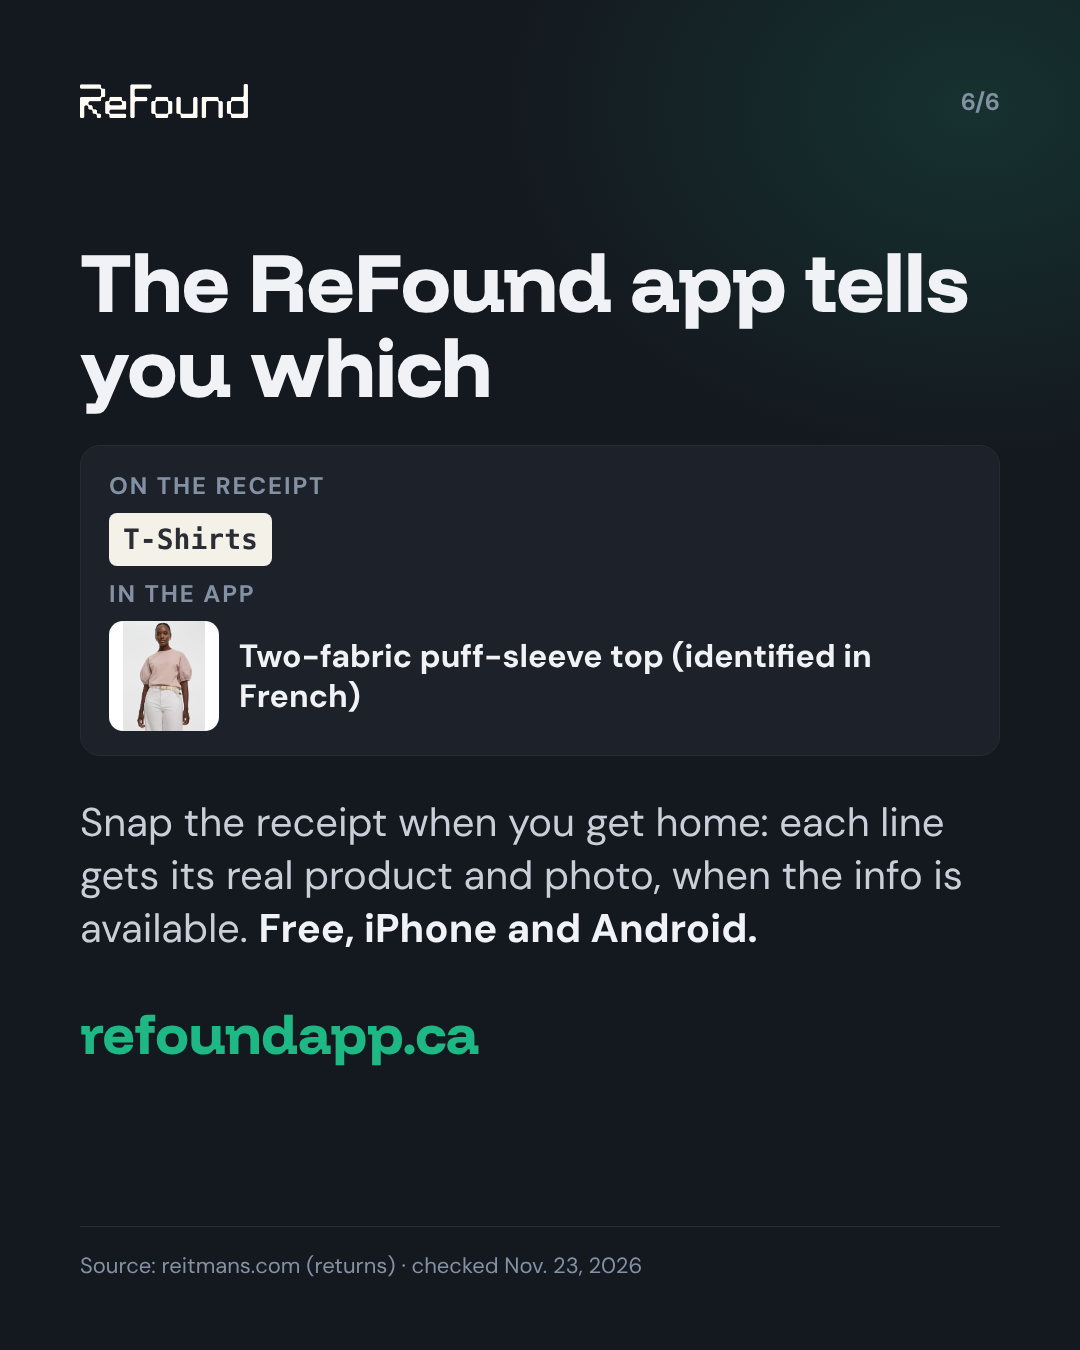 ReFound
6/6
The ReFound app tells
you which
ON THE RECEIPT
T-Shirts
IN THE APP
Two-fabric puff-sleeve top (identified in
French)
Snap the receipt when you get home: each line
gets its real product and photo, when the info is
available. Free, iPhone and Android.
refoundapp.ca
Source: reitmans.com (returns) · checked Nov. 23, 2026